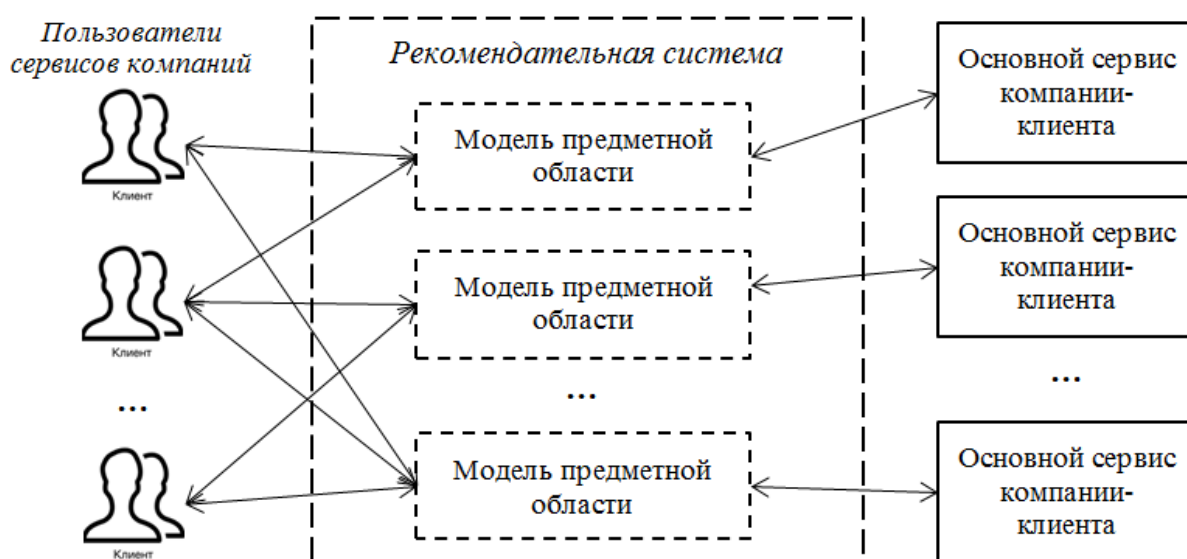 Пользователи
сервисов компаний
Клиент
Клиент
...
Клиент
Рекомендательная система
Модель предметной
области
Модель предметной
области
...
Модель предметной
области
Основной сервис
компании-
клиента
Основной сервис
компании-
клиента
...
Основной сервис
компании-
клиента